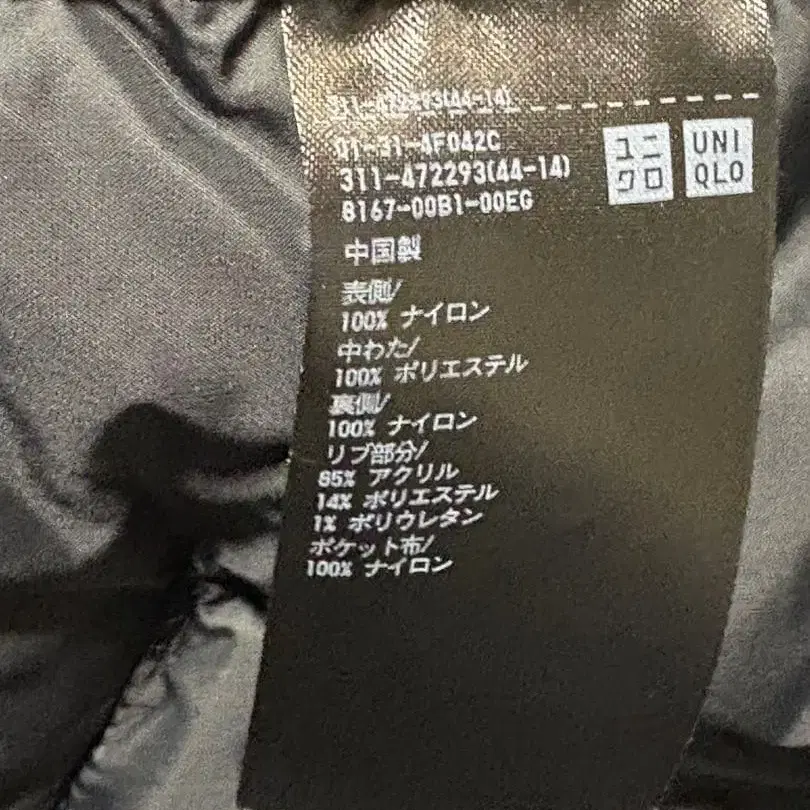 311-472293(44-14)
01-31-4F042C
311-472293(44-14)
8167-00B1-00EG
ユニ
クロ
UNI
QLO
中国製
表側/
100% ナイロン
中わた/
100% ポリエステル
裏側/
100% ナイロン
リブ部分/
85% アクリル
14% ポリエステル
1% ポリウレタン
ポケット布/
100% ナイロン